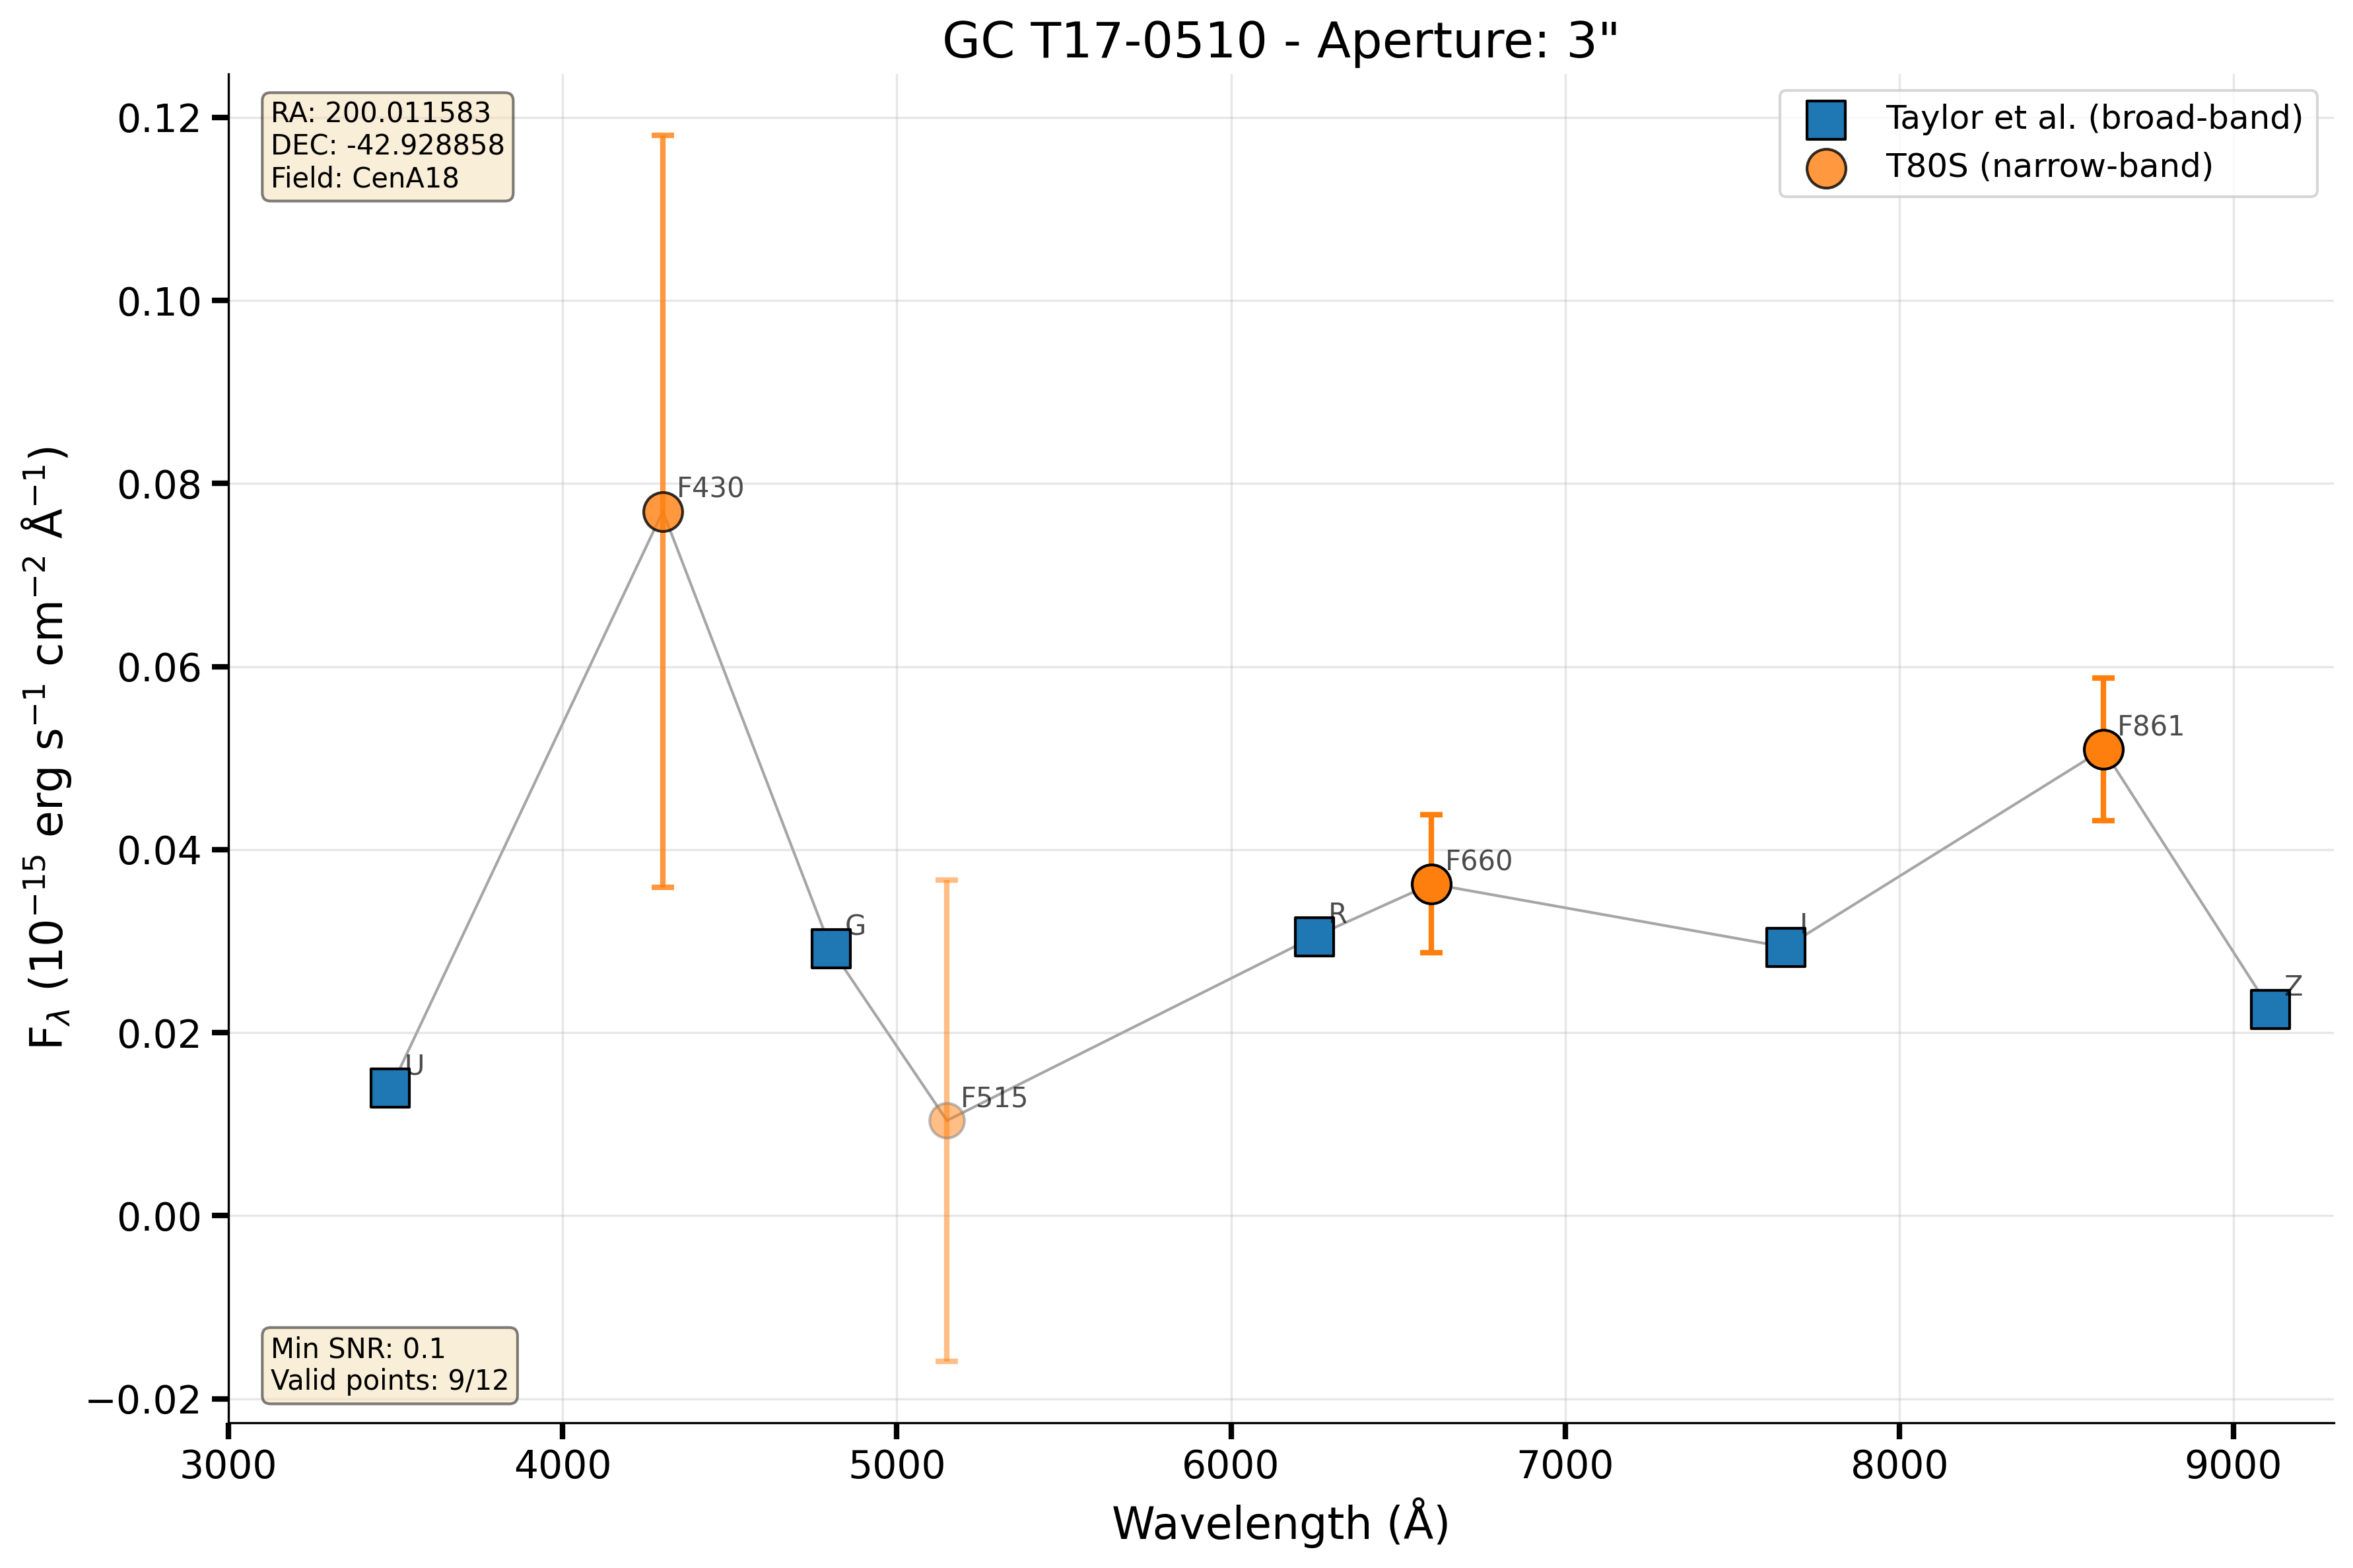 GC T17-0510 - Aperture: 3"
RA: 200.011583
DEC: -42.928858
Field: CenA18
Taylor et al. (broad-band)
T80S (narrow-band)
0.12
0.10
0.08
0.06
0.04
0.02
0.00
−0.02
F430
F861
F660
G
R
I
Z
U
F515
Min SNR: 0.1
Valid points: 9/12
3000 4000 5000 6000 7000 8000 9000
Wavelength (Å)
Fλ (10⁻¹⁵ erg s⁻¹ cm⁻² Å⁻¹)